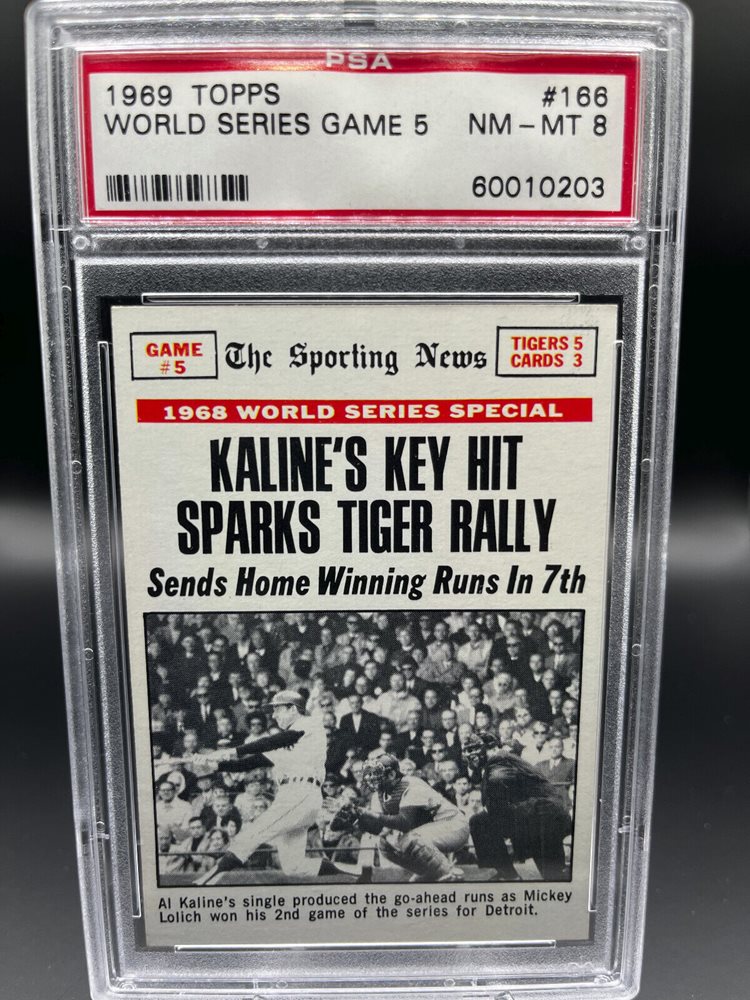 PSA
1969 TOPPS #166
WORLD SERIES GAME 5 NM - MT 8
60010203
GAME #5
The Sporting News
TIGERS 5
CARDS 3
1968 WORLD SERIES SPECIAL
KALINE'S KEY HIT
SPARKS TIGER RALLY
Sends Home Winning Runs In 7th
Al Kaline's single produced the go-ahead runs as Mickey
Lolich won his 2nd game of the series for Detroit.